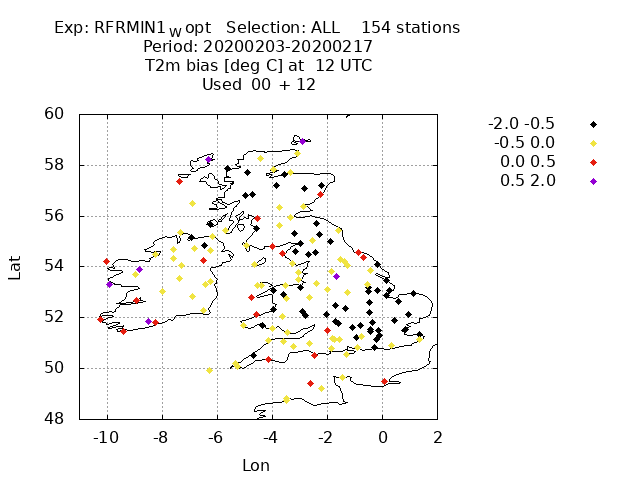 Exp: RFRMIN1_W opt   Selection: ALL    154 stations
Period: 20200203-20200217
T2m bias [deg C] at  12 UTC
Used  00  + 12
-2.0 -0.5
-0.5 0.0
0.0 0.5
0.5 2.0
60
58
56
54
52
50
48
Lat
-10 -8 -6 -4 -2 0 2
Lon